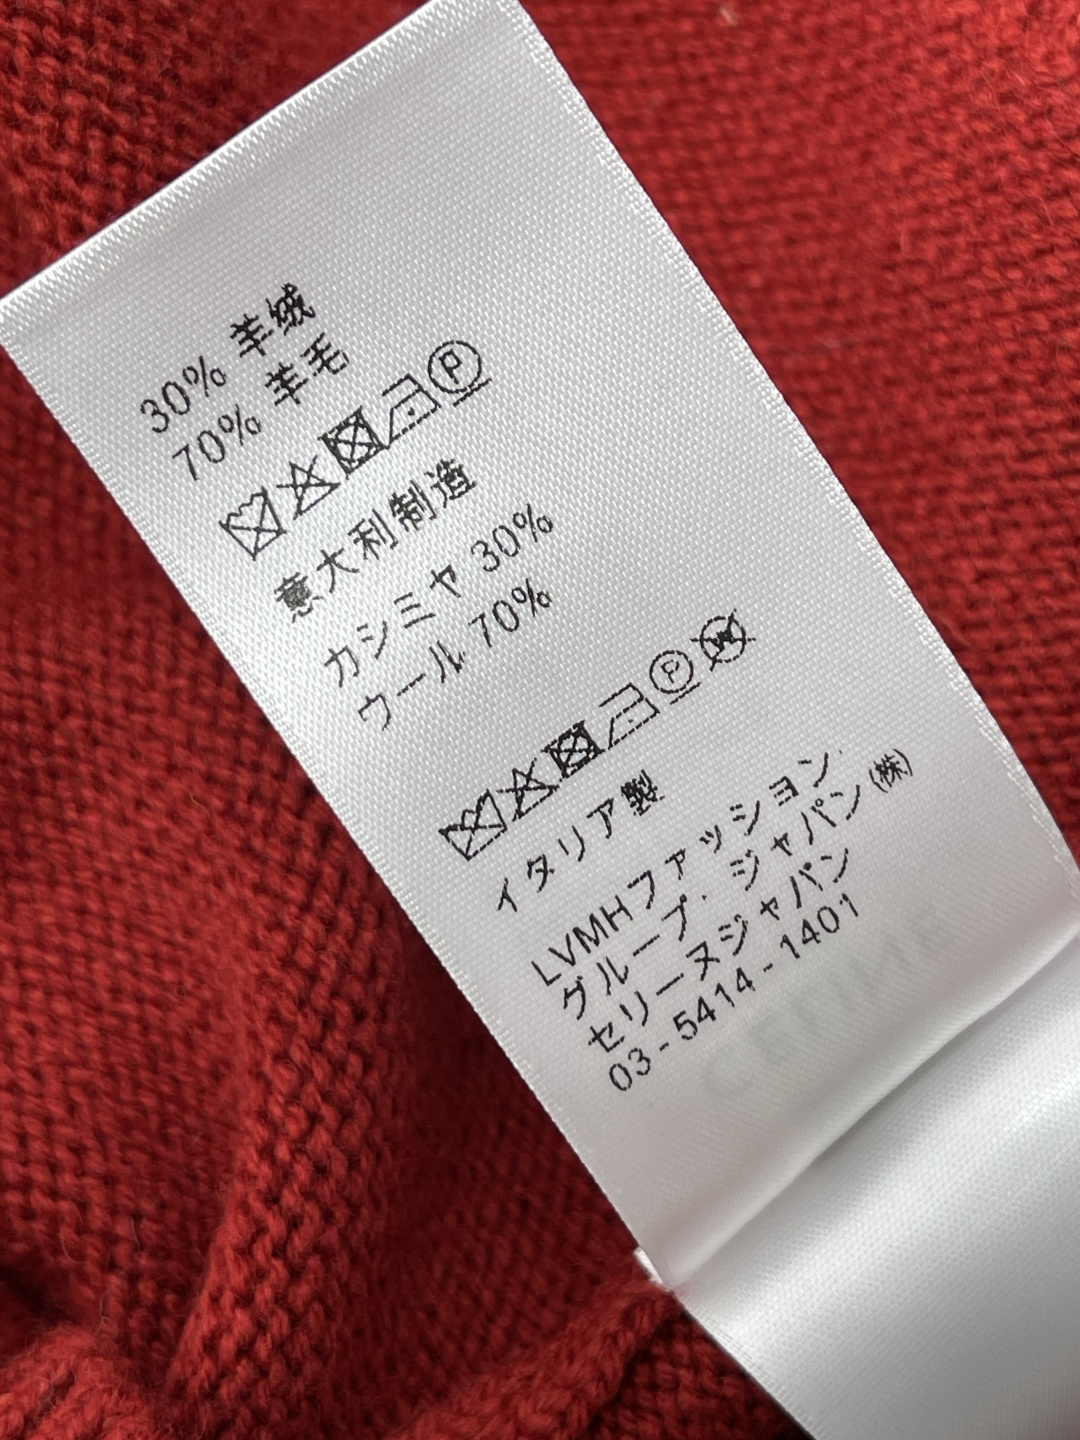 30% 羊绒
70% 羊毛
P
意大利制造
カシミヤ 30%
ウール 70%
P W
イタリア製
LVMHファッション
グループ・ジャパン(株)
セリーヌジャパン
03-5414-1401